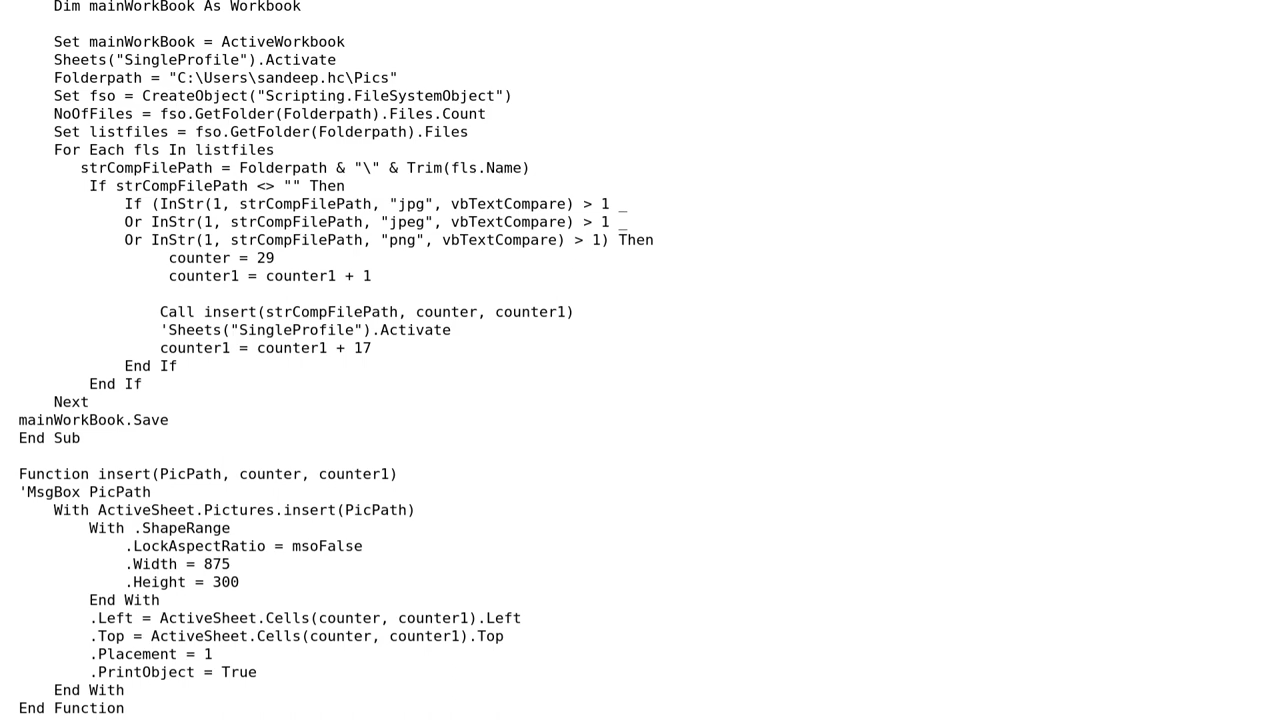 Dim mainWorkBook As Workbook
Set mainWorkBook = ActiveWorkbook
Sheets("SingleProfile").Activate
Folderpath = "C:\Users\sandeep.hc\Pics"
Set fso = CreateObject("Scripting.FileSystemObject")
NoOfFiles = fso.GetFolder(Folderpath).Files.Count
Set listfiles = fso.GetFolder(Folderpath).Files
For Each fls In listfiles
strCompFilePath = Folderpath & "\" & Trim(fls.Name)
If strCompFilePath <> "" Then
If (InStr(1, strCompFilePath, "jpg", vbTextCompare) > 1 _
Or InStr(1, strCompFilePath, "jpeg", vbTextCompare) > 1 _
Or InStr(1, strCompFilePath, "png", vbTextCompare) > 1) Then
counter = 29
counter1 = counter1 + 1
Call insert(strCompFilePath, counter, counter1)
'Sheets("SingleProfile").Activate
counter1 = counter1 + 17
End If
End If
Next
mainWorkBook.Save
End Sub
Function insert(PicPath, counter, counter1)
'MsgBox PicPath
With ActiveSheet.Pictures.insert(PicPath)
With .ShapeRange
.LockAspectRatio = msoFalse
.Width = 875
.Height = 300
End With
.Left = ActiveSheet.Cells(counter, counter1).Left
.Top = ActiveSheet.Cells(counter, counter1).Top
.Placement = 1
.PrintObject = True
End With
End Function